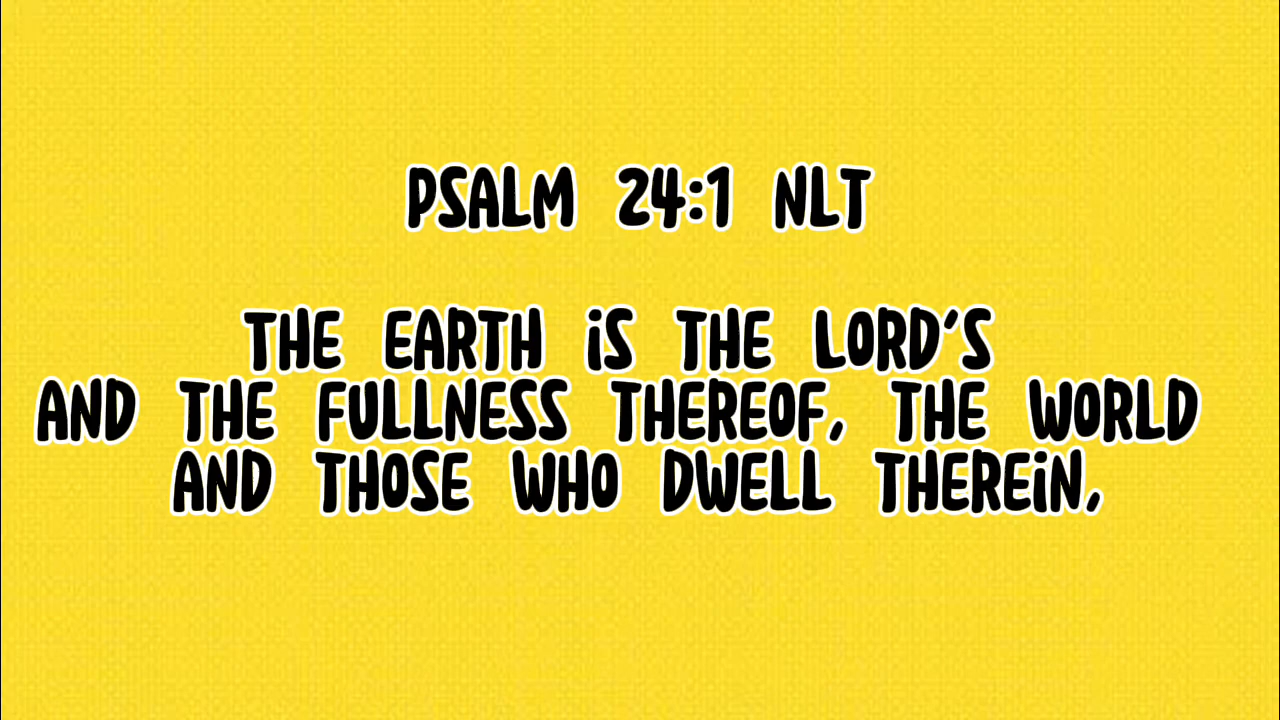 PSALM 24:1 NLT
THE EARTH iS THE LORD'S
AND THE FULLNESS THEREOF, THE WORLD
AND THOSE WHO DWELL THEREiN,